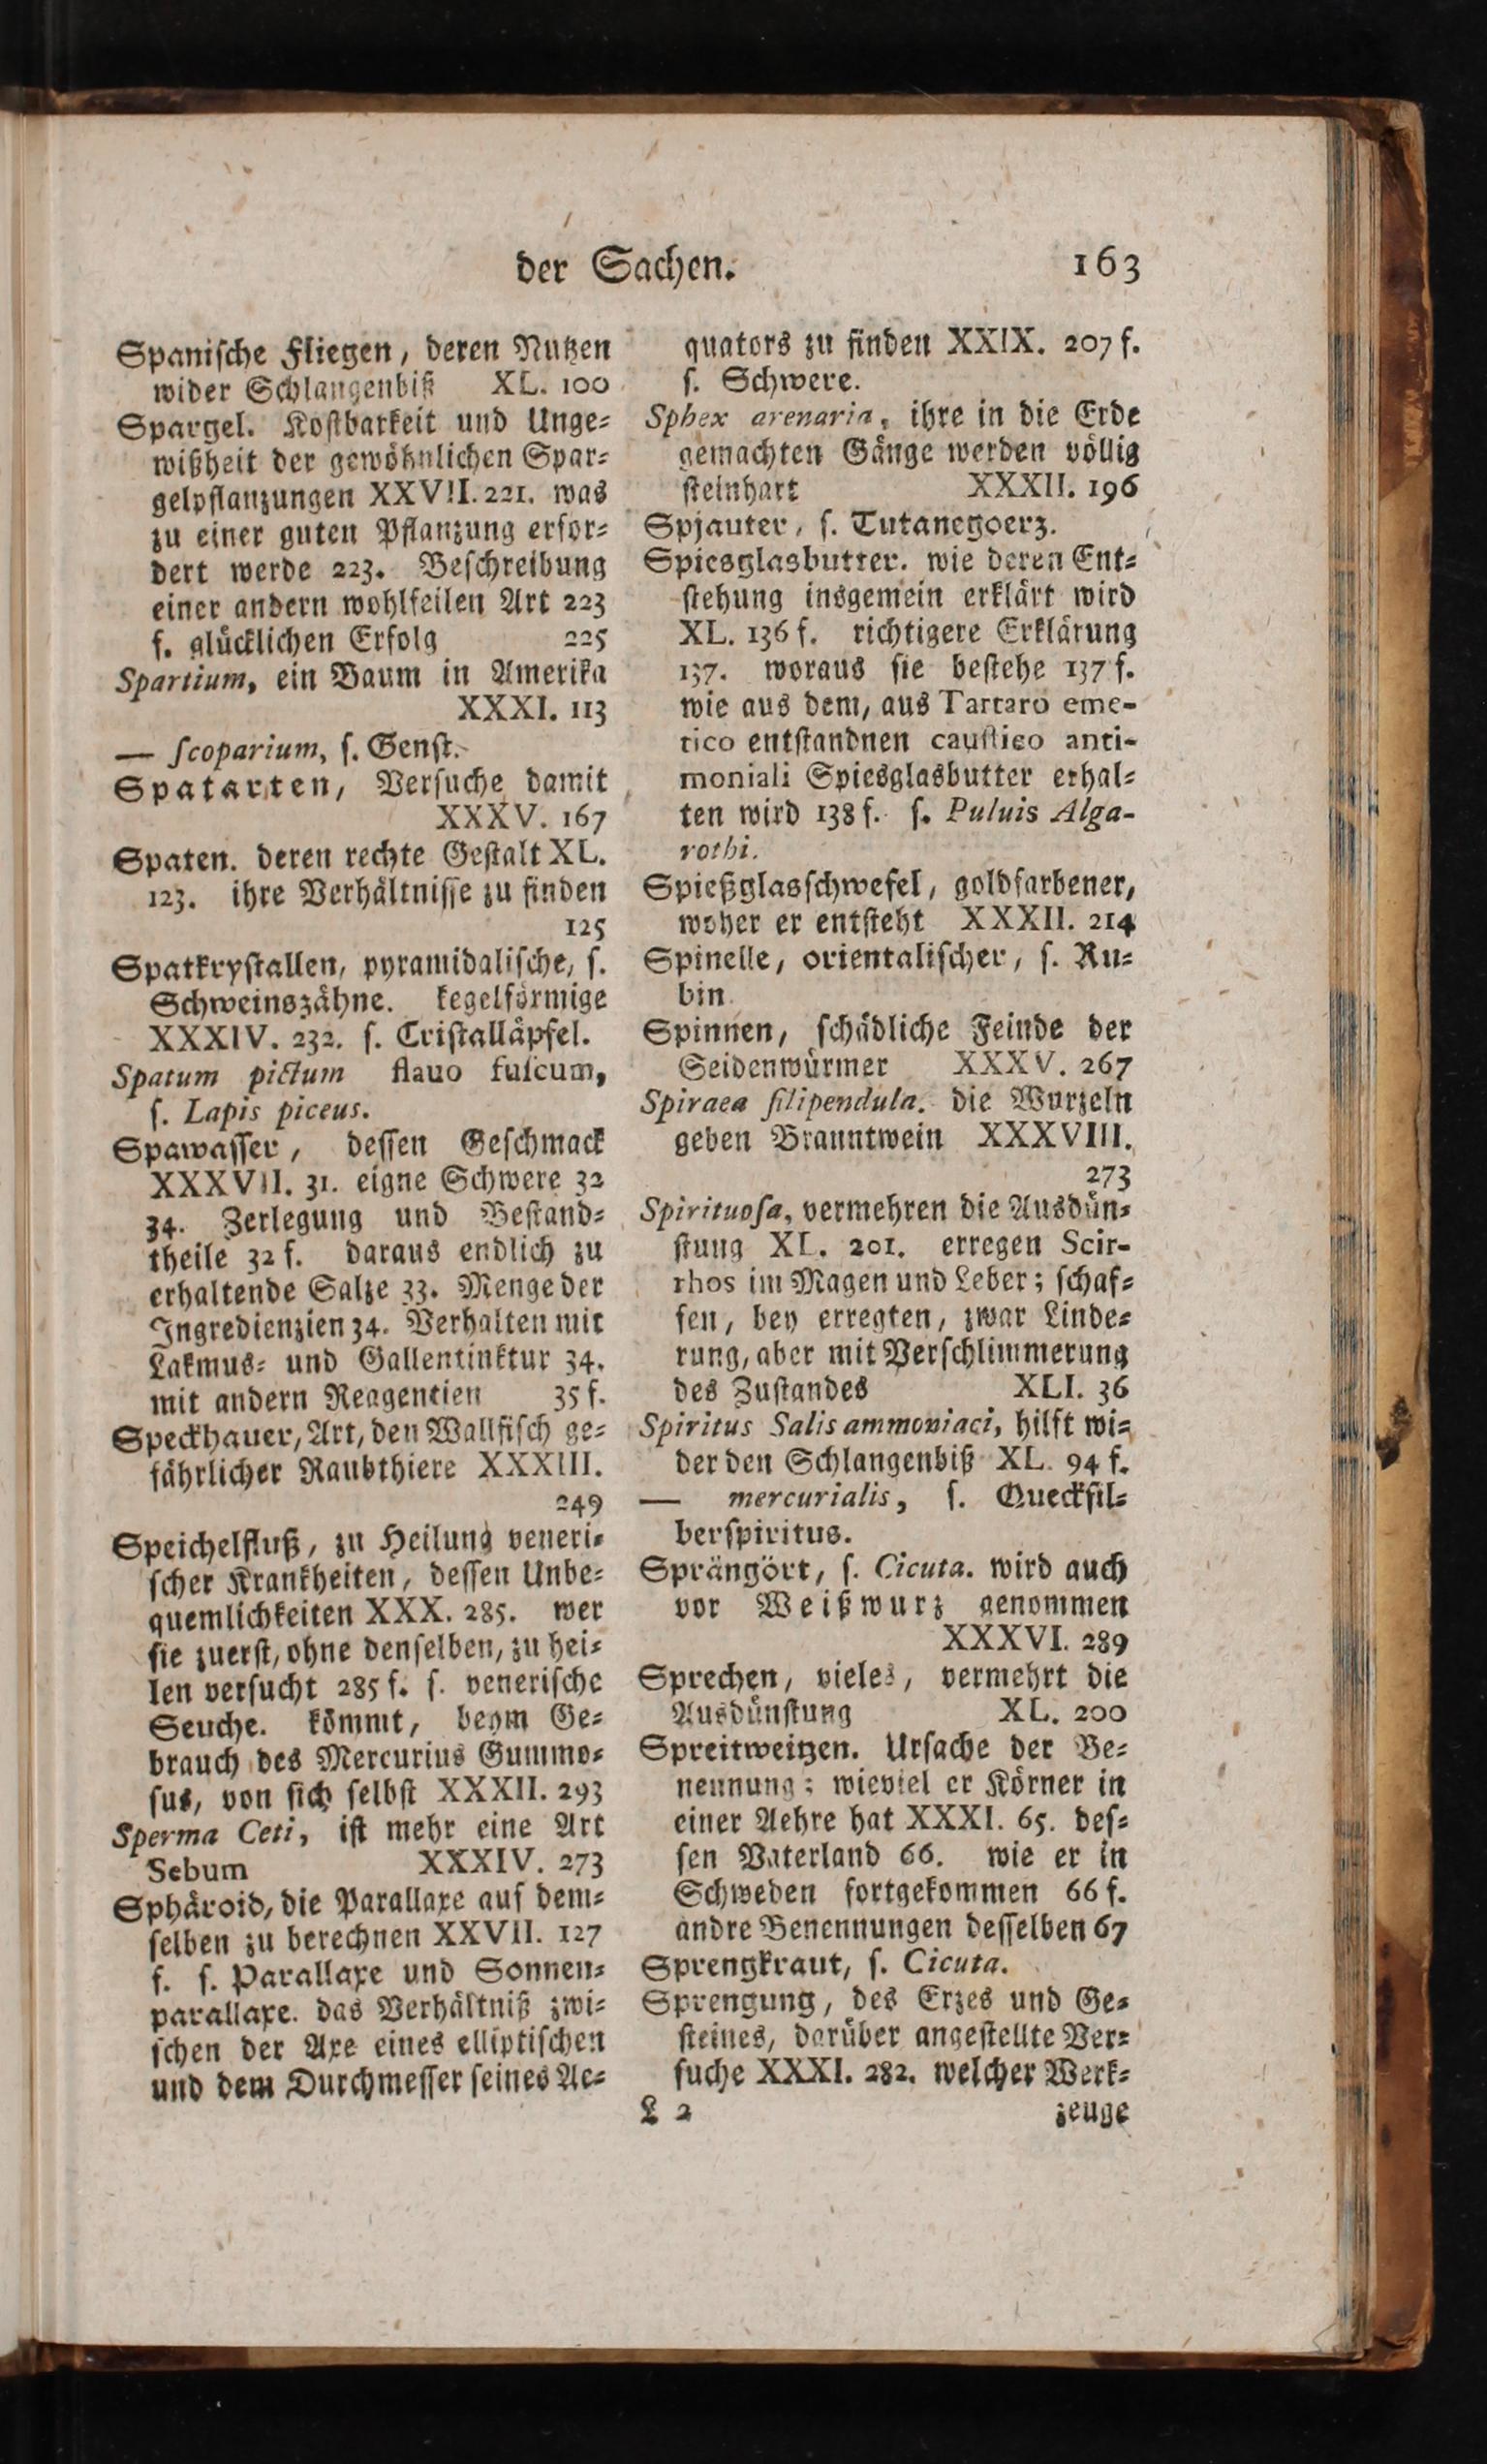 der Sachen. 163
Spaniſche Fliegen, deren Nutzen
wider Schlangenbiß XL. 100
Spargel. Koſtbarkeit und Unge⸗
wißheit der gewöhnlichen Spar⸗
gelpflanzungen XXVII. 221. was
zu einer guten Pflanzung erfor⸗
dert werde 223. Beſchreibung
einer andern wohlfeilen Art 223
f. glücklichen Erfolg 225
Spartium, ein Baum in Amerika
XXXI. 113
— ſcoparium, ſ. Genſt.
Spatarten, Verſuche damit
XXXV. 167
Spaten. deren rechte Geſtalt XL.
123. ihre Verhältniſſe zu finden
125
Spatkryſtallen, pyramidaliſche, ſ.
Schweinszähne. kegelförmige
XXXIV. 232. ſ. Criſtalläpfel.
Spatum pictum flauo fuſcum,
ſ. Lapis piceus.
Spawaſſer, deſſen Geſchmack
XXXVII. 31. eigne Schwere 32
34. Zerlegung und Beſtand⸗
theile 32 f. daraus endlich zu
erhaltende Salze 33. Menge der
Ingredienzien 34. Verhalten mit
Lakmus⸗ und Gallentinktur 34.
mit andern Reagentien 35 f.
Speckhauer, Art, den Wallfiſch ge⸗
fährlicher Raubthiere XXXIII.
249
Speichelfluß, zu Heilung veneri⸗
ſcher Krankheiten, deſſen Unbe⸗
quemlichkeiten XXX. 285. wer
ſie zuerſt, ohne denſelben, zu hei⸗
len verſucht 285 f. ſ. veneriſche
Seuche. kömmt, beym Ge⸗
brauch des Mercurius Gummo⸗
ſus, von ſich ſelbſt XXXII. 293
Sperma Ceti, iſt mehr eine Art
Sebum XXXIV. 273
Sphäroid, die Parallaxe auf dem⸗
ſelben zu berechnen XXVII. 127
f. ſ. Parallaxe und Sonnen⸗
parallaxe. das Verhältniß zwi⸗
ſchen der Axe eines elliptiſchen
und dem Durchmeſſer ſeines Ae⸗
quators zu finden XXIX. 207 f.
ſ. Schwere.
Sphex arenaria, ihre in die Erde
gemachten Gänge werden völlig
ſteinhart XXXII. 196
Spjauter, ſ. Tutanegoerz.
Spiesglasbutter. wie deren Ent⸗
ſtehung insgemein erklärt wird
XL. 136 f. richtigere Erklärung
137. woraus ſie beſtehe 137 f.
wie aus dem, aus Tartaro eme-
tico entſtandnen cauſtico anti-
moniali Spiesglasbutter erhal⸗
ten wird 138 f. ſ. Puluis Alga-
rothi.
Spießglasſchwefel, goldfarbener,
woher er entſteht XXXII. 214
Spinelle, orientaliſcher, ſ. Ru⸗
bin
Spinnen, ſchädliche Feinde der
Seidenwürmer XXXV. 267
Spiraea filipendula. die Wurzeln
geben Branntwein XXXVIII.
273
Spirituoſa, vermehren die Ausdün⸗
ſtung XL. 201. erregen Scir-
rhos im Magen und Leber; ſchaf⸗
fen, bey erregten, zwar Linde⸗
rung, aber mit Verſchlimmerung
des Zuſtandes XLI. 36
Spiritus Salis ammoniaci, hilft wi⸗
der den Schlangenbiß XL. 94 f.
— mercurialis, ſ. Queckſil⸗
berſpiritus.
Sprängört, ſ. Cicuta. wird auch
vor Weißwurz genommen
XXXVI. 289
Sprechen, vieles, vermehrt die
Ausdünſtung XL. 200
Spreitweitzen. Urſache der Be⸗
nennung; wieviel er Körner in
einer Aehre hat XXXI. 65. deſ⸗
ſen Vaterland 66. wie er in
Schweden fortgekommen 66 f.
andre Benennungen deſſelben 67
Sprengkraut, ſ. Cicuta.
Sprengung, des Erzes und Ge⸗
ſteines, darüber angeſtellte Ver⸗
ſuche XXXI. 282. welcher Werk⸗
L 2 zeuge